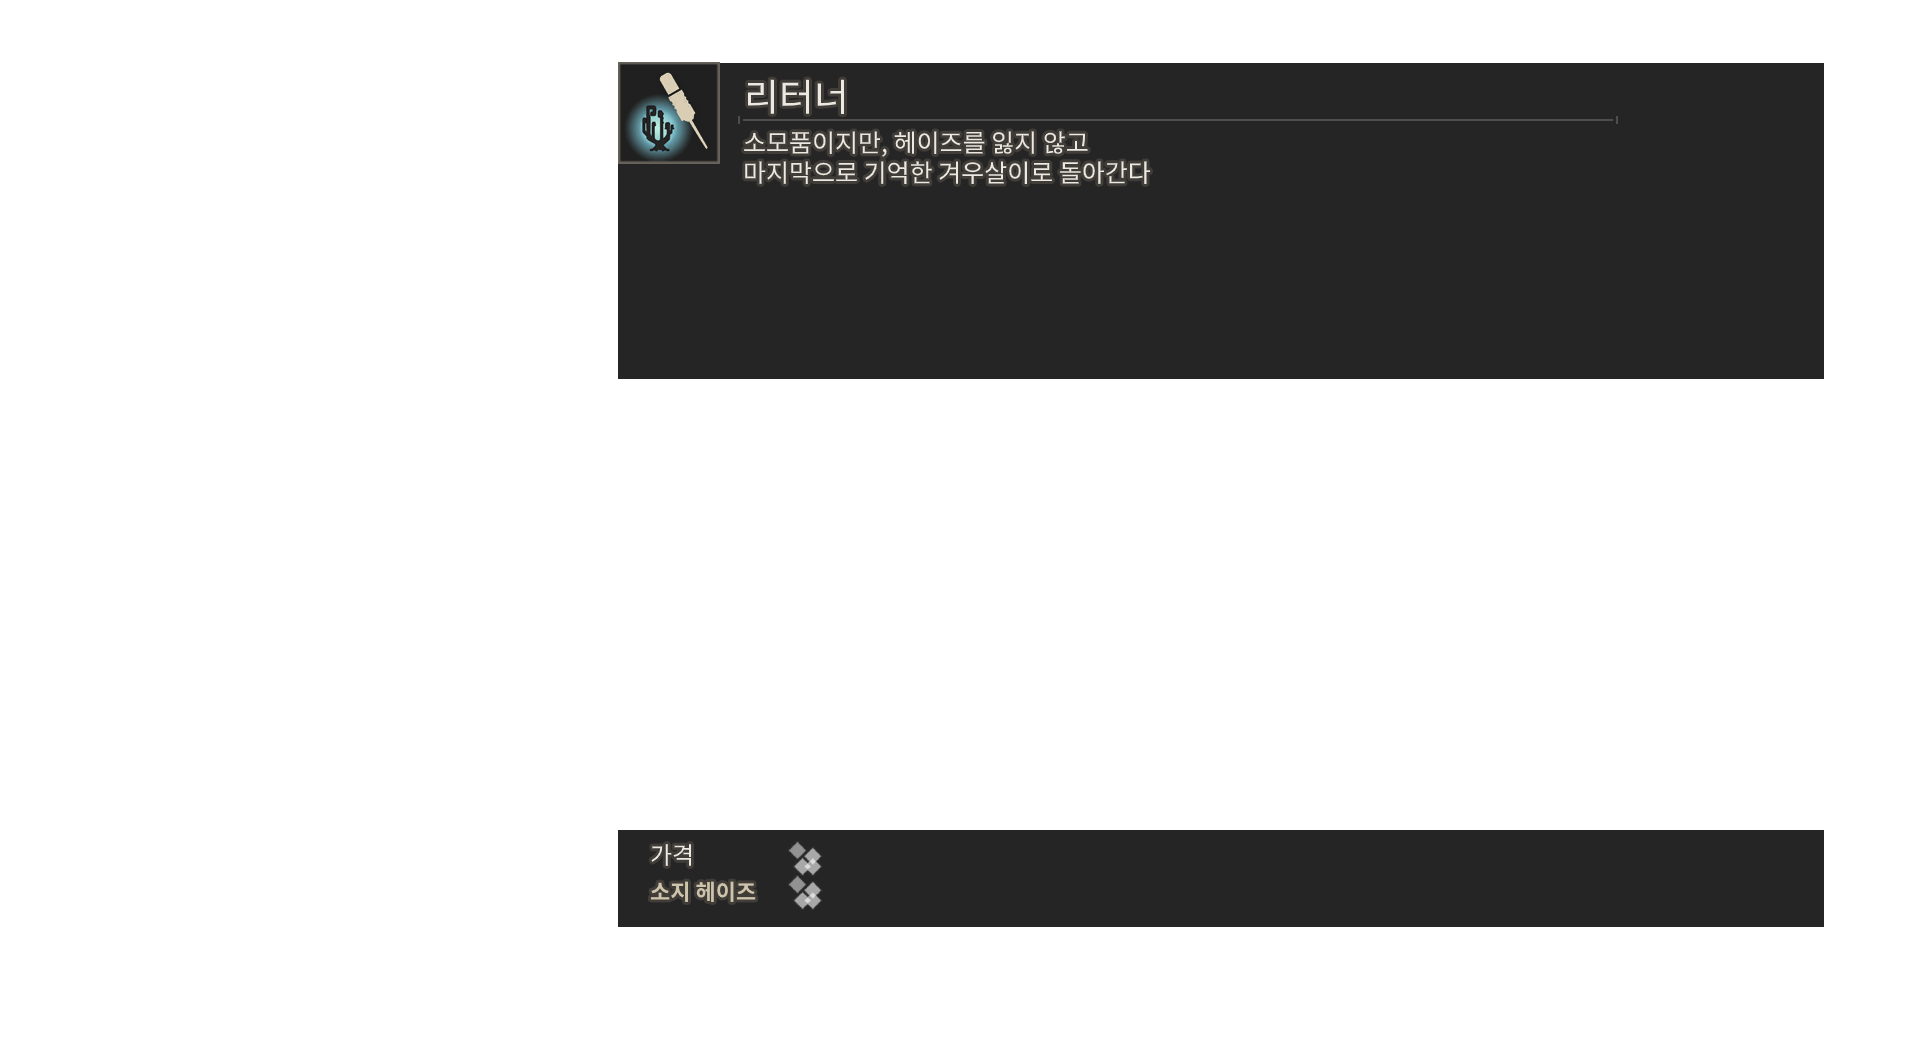 리터너
소모품이지만, 헤이즈를 잃지 않고
마지막으로 기억한 겨우살이로 돌아간다
가격
소지 헤이즈